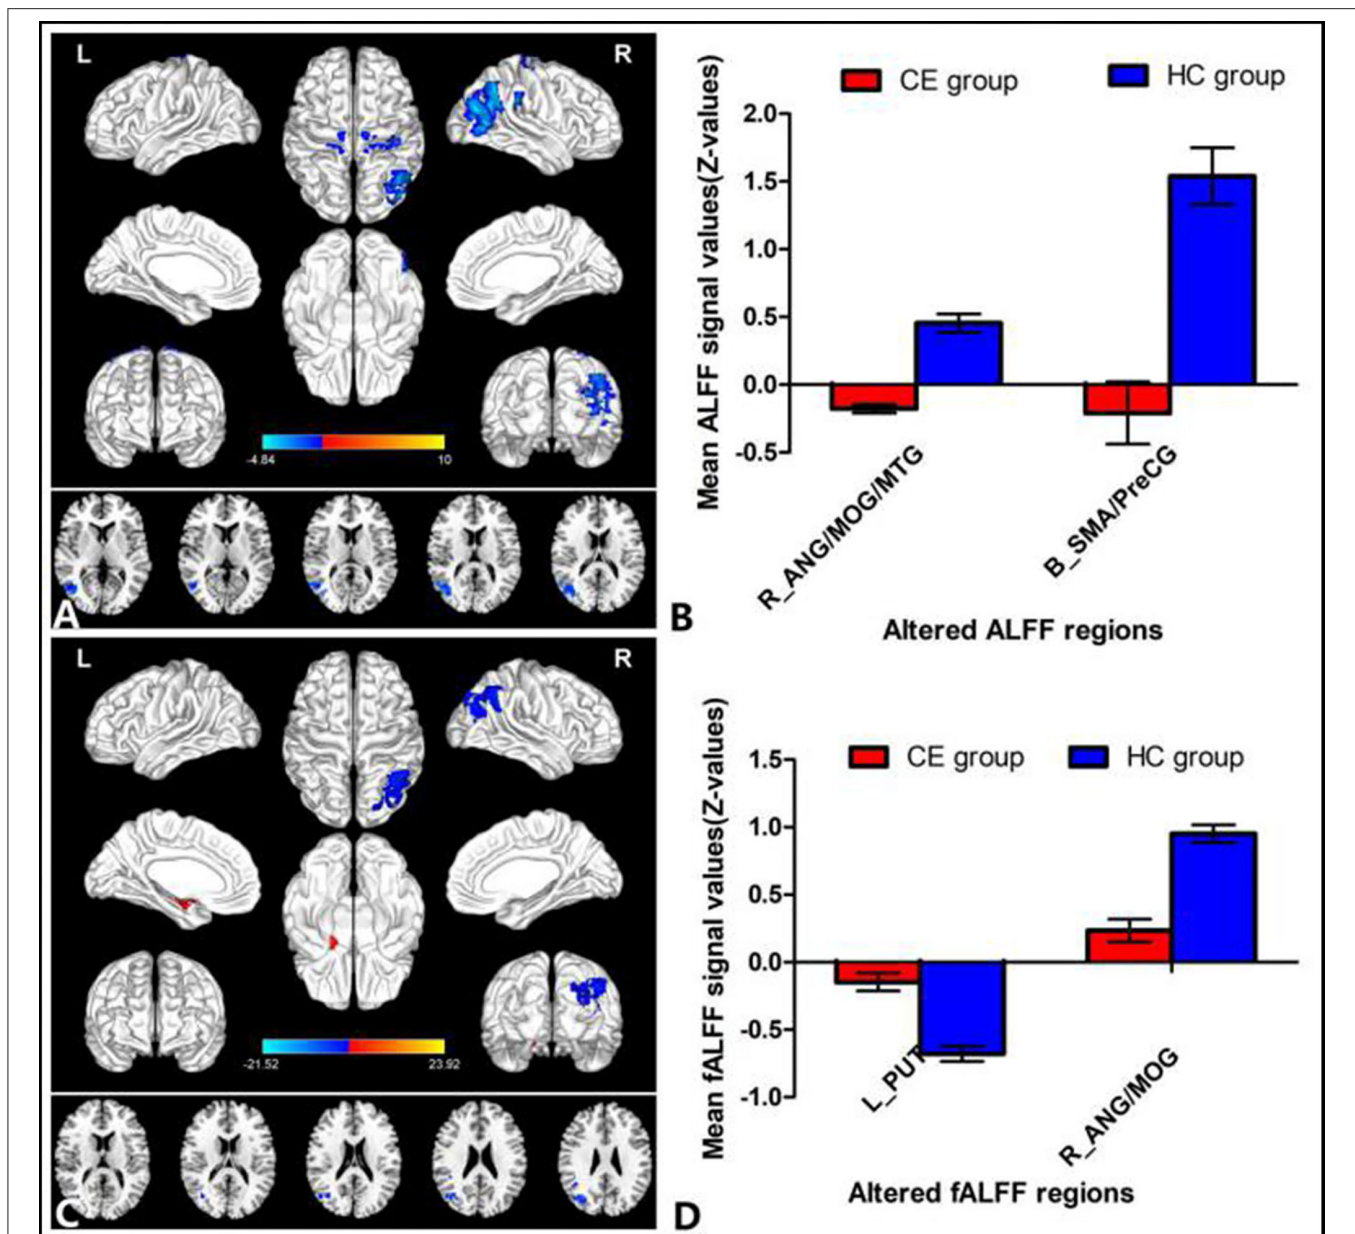 L
R
-4.84
10
A
CE group
HC group
Mean ALFF signal values(Z-values)
2.0
1.5
1.0
0.5
0.0
-0.5
R_ANG/MOG/MTG
B_SMA/PreCG
Altered ALFF regions
B
L
R
-21.52
23.92
C
CE group
HC group
Mean fALFF signal values(Z-values)
1.5
1.0
0.5
0.0
-0.5
-1.0
L_PUT
R_ANG/MOG
Altered fALFF regions
D